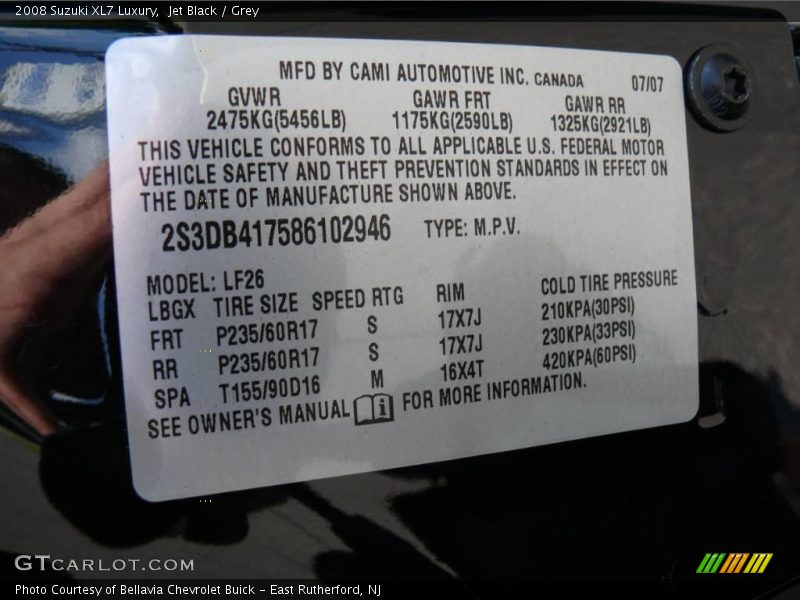 2008 Suzuki XL7 Luxury,  Jet Black / Grey
MFD BY CAMI AUTOMOTIVE INC. CANADA 07/07
GVWR GAWR FRT GAWR RR
2475KG(5456LB) 1175KG(2590LB) 1325KG(2921LB)
THIS VEHICLE CONFORMS TO ALL APPLICABLE U.S. FEDERAL MOTOR
VEHICLE SAFETY AND THEFT PREVENTION STANDARDS IN EFFECT ON
THE DATE OF MANUFACTURE SHOWN ABOVE.
2S3DB417586102946 TYPE: M.P.V.
MODEL: LF26
LBGX TIRE SIZE SPEED RTG RIM COLD TIRE PRESSURE
FRT P235/60R17 S 17X7J 210KPA(30PSI)
RR P235/60R17 S 17X7J 230KPA(33PSI)
SPA T155/90D16 M 16X4T 420KPA(60PSI)
SEE OWNER'S MANUAL FOR MORE INFORMATION.
GTCARLOT.COM
Photo Courtesy of Bellavia Chevrolet Buick - East Rutherford, NJ